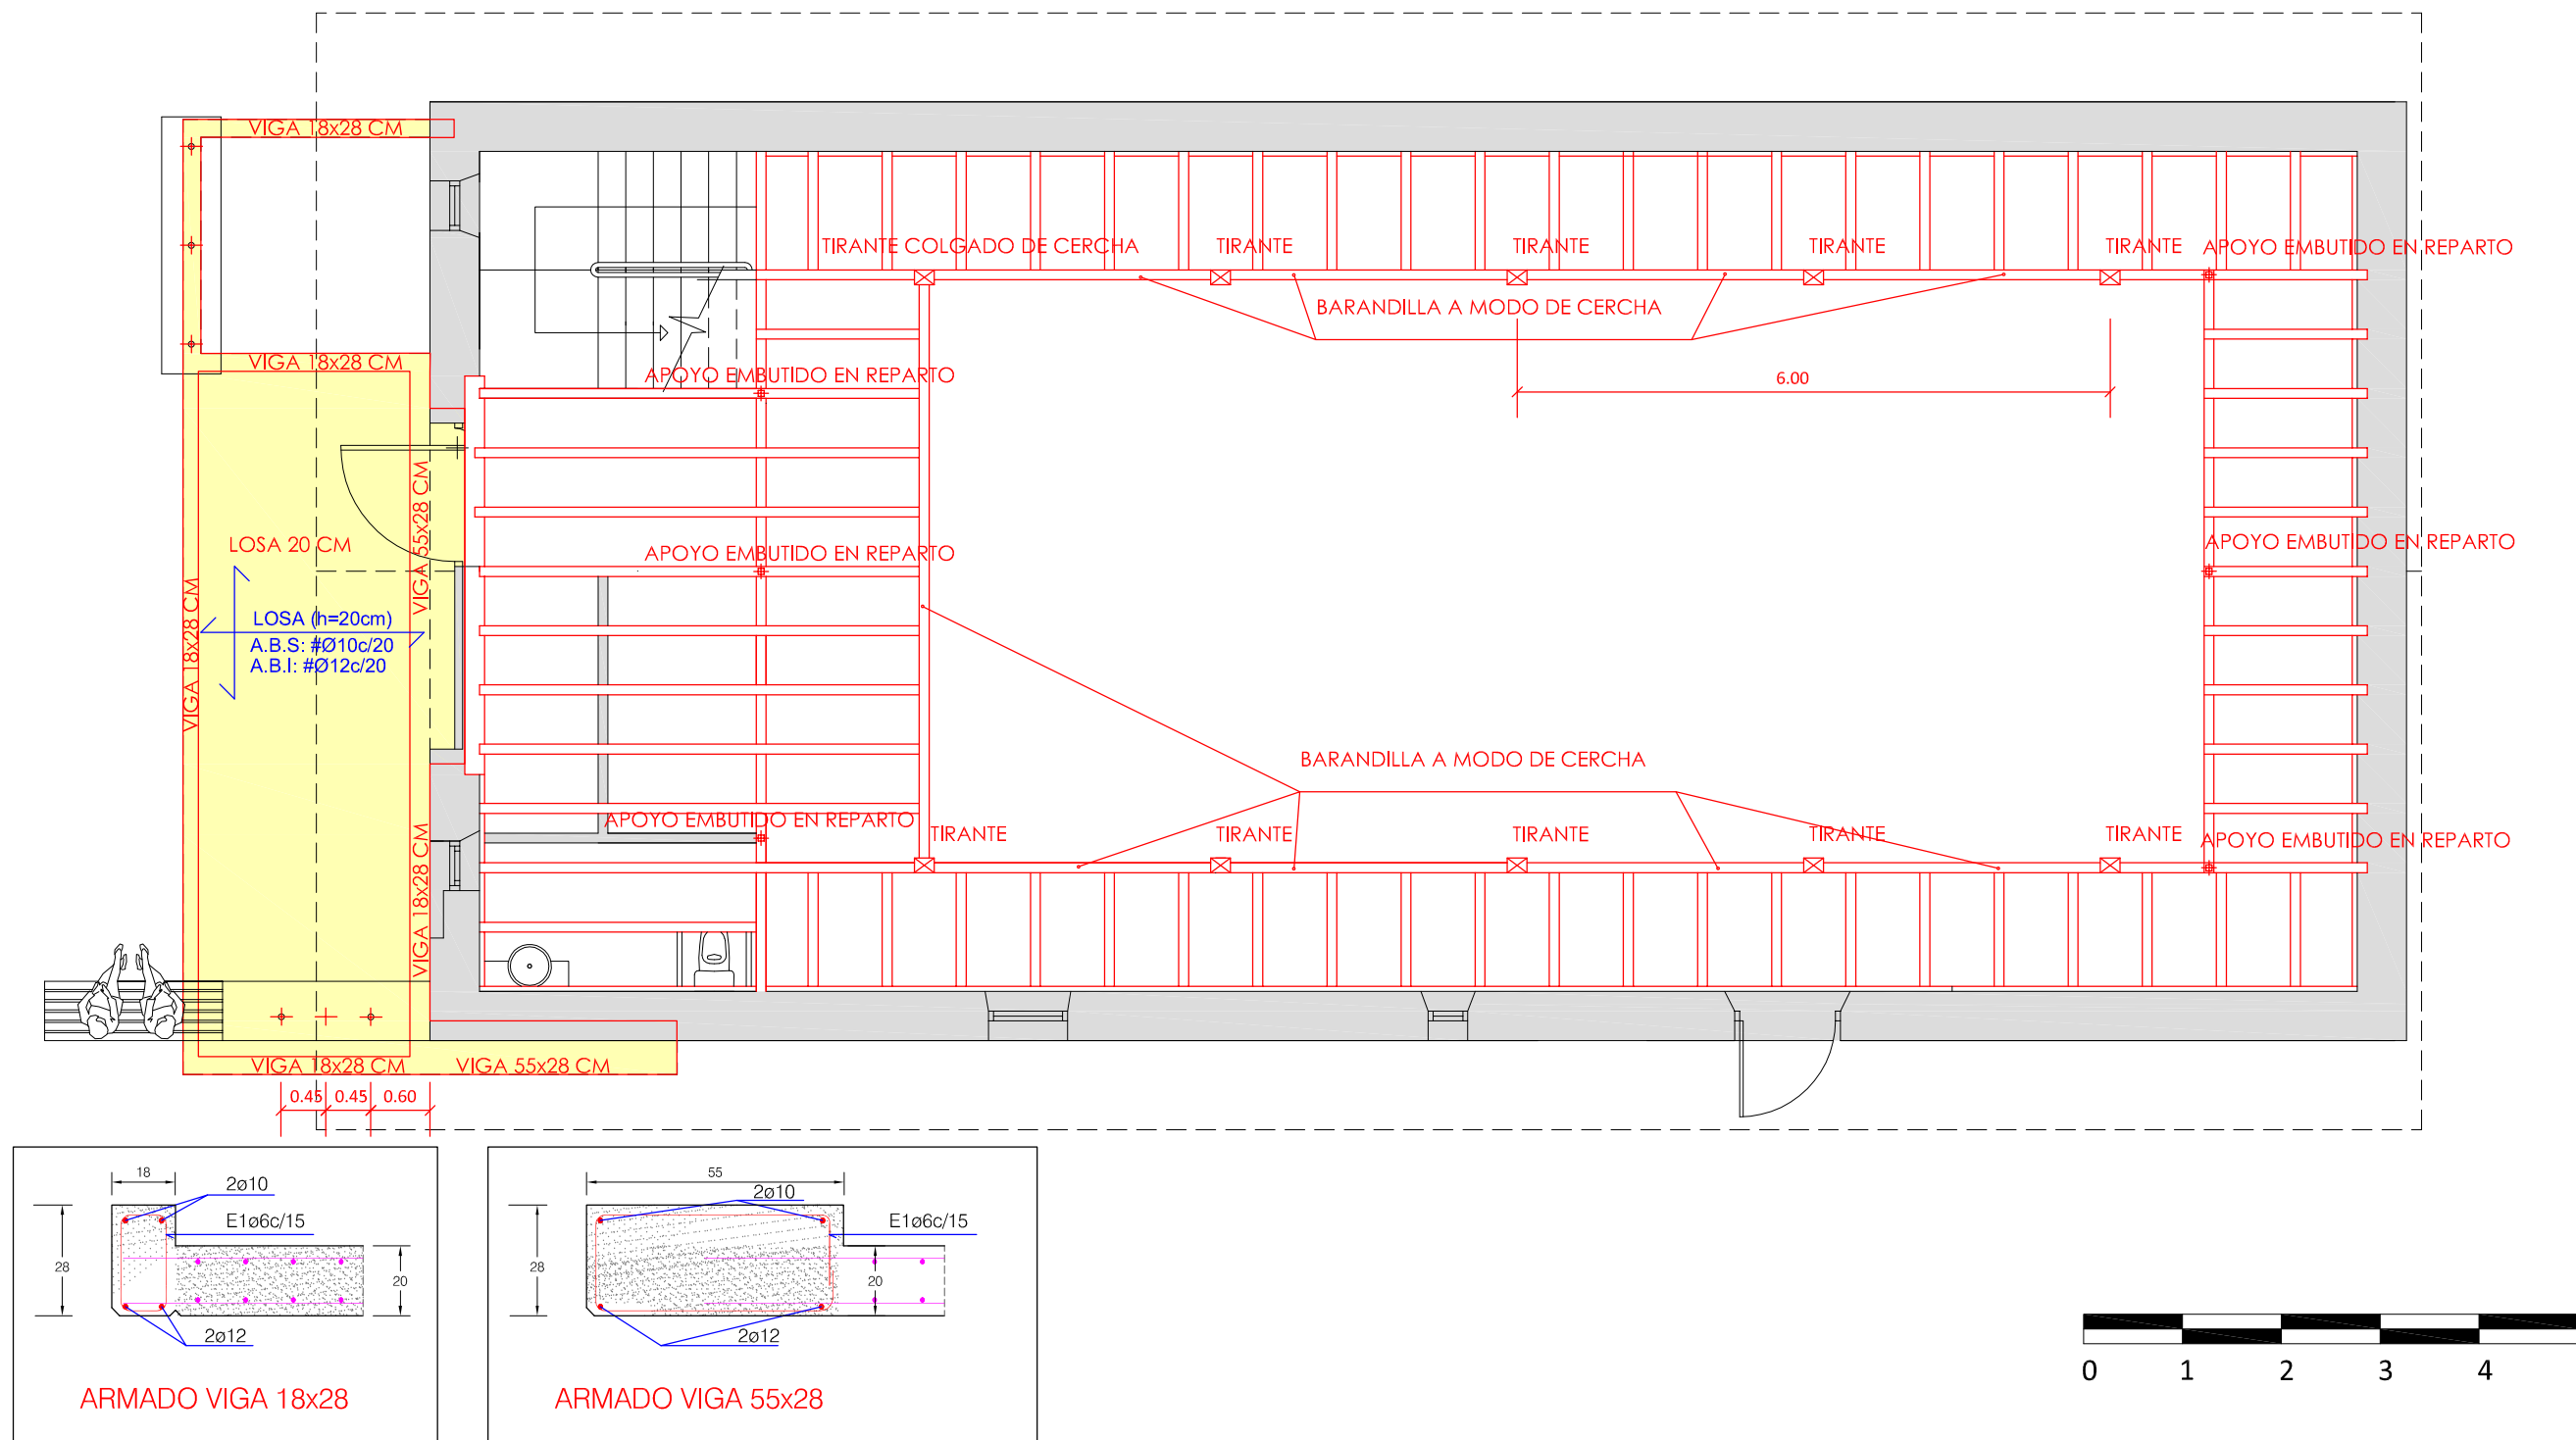 VIGA 18x28 CM
TIRANTE COLGADO DE CERCHA
TIRANTE
TIRANTE
TIRANTE
TIRANTE
APOYO EMBUTIDO EN REPARTO
BARANDILLA A MODO DE CERCHA
VIGA 18x28 CM
APOYO EMBUTIDO EN REPARTO
6.00
VIGA 55x28 CM
LOSA 20 CM
APOYO EMBUTIDO EN REPARTO
APOYO EMBUTIDO EN REPARTO
VIGA 18x28 CM
LOSA (h=20cm)
A.B.S: #Ø10c/20
A.B.I: #Ø12c/20
BARANDILLA A MODO DE CERCHA
APOYO EMBUTIDO EN REPARTO
TIRANTE
TIRANTE
TIRANTE
TIRANTE
TIRANTE
APOYO EMBUTIDO EN REPARTO
VIGA 18x28 CM
VIGA 18x28 CM
VIGA 55x28 CM
0.45
0.45
0.60
18
2ø10
E1ø6c/15
28
20
2ø12
ARMADO VIGA 18x28
55
2ø10
E1ø6c/15
28
20
2ø12
ARMADO VIGA 55x28
0
1
2
3
4